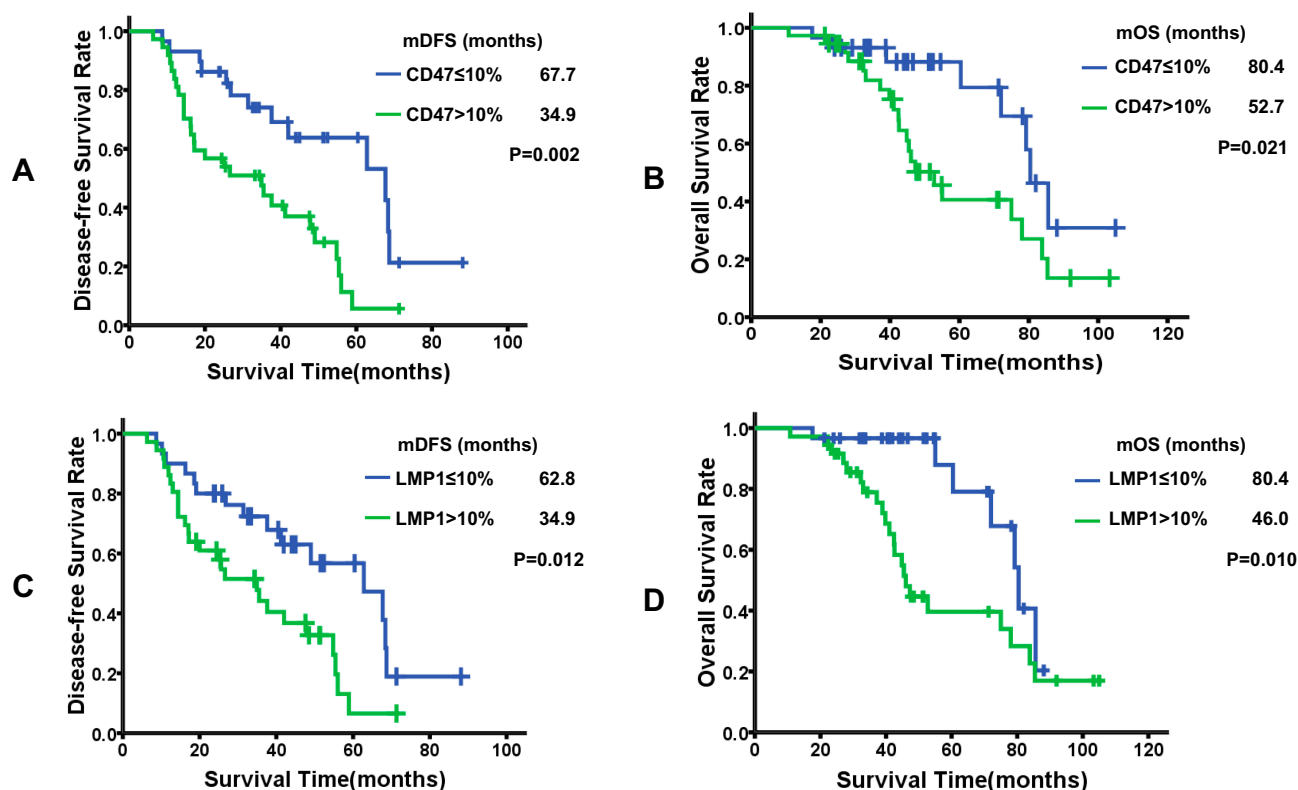 A
Disease-free Survival Rate
1.0
0.8
0.6
0.4
0.2
0.0
0 20 40 60 80 100
Survival Time(months)
mDFS (months)
CD47≤10% 67.7
CD47>10% 34.9
P=0.002
B
Overall Survival Rate
1.0
0.8
0.6
0.4
0.2
0.0
0 20 40 60 80 100 120
Survival Time(months)
mOS (months)
CD47≤10% 80.4
CD47>10% 52.7
P=0.021
C
Disease-free Survival Rate
1.0
0.8
0.6
0.4
0.2
0.0
0 20 40 60 80 100
Survival Time(months)
mDFS (months)
LMP1≤10% 62.8
LMP1>10% 34.9
P=0.012
D
Overall Survival Rate
1.0
0.8
0.6
0.4
0.2
0.0
0 20 40 60 80 100 120
Survival Time(months)
mOS (months)
LMP1≤10% 80.4
LMP1>10% 46.0
P=0.010